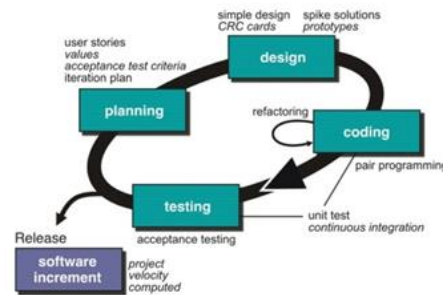 simple design
CRC cards
spike solutions
prototypes
user stories
values
acceptance test criteria
iteration plan
design
planning
refactoring
coding
pair programming
testing
unit test
continuous integration
acceptance testing
Release
software
increment
project
velocity
computed